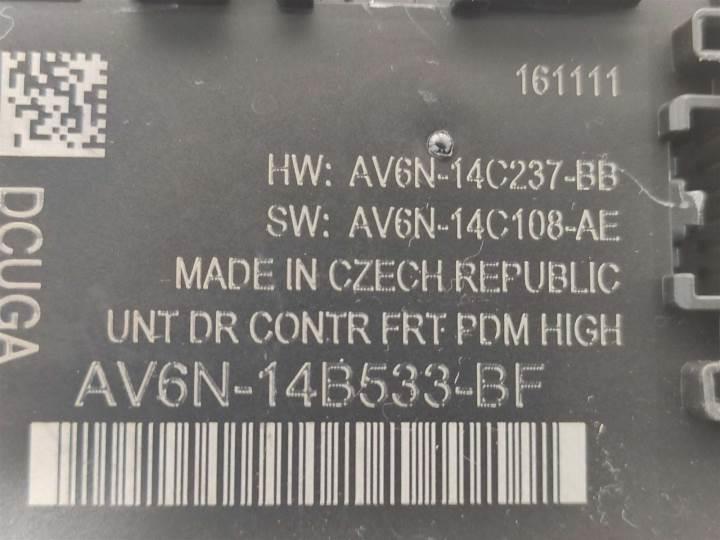 161111
HW: AV6N-14C237-BB
SW: AV6N-14C108-AE
MADE IN CZECH REPUBLIC
UNT DR CONTR FRT PDM HIGH
AV6N-14B533-BF
DCUGA